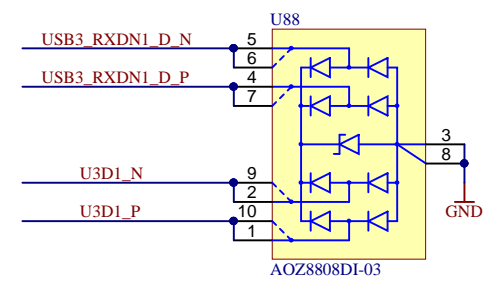 U88
USB3_RXDN1_D_N 5
6
USB3_RXDN1_D_P 4
7
3
8
U3D1_N 9
2
U3D1_P 10
1
GND
AOZ8808DI-03